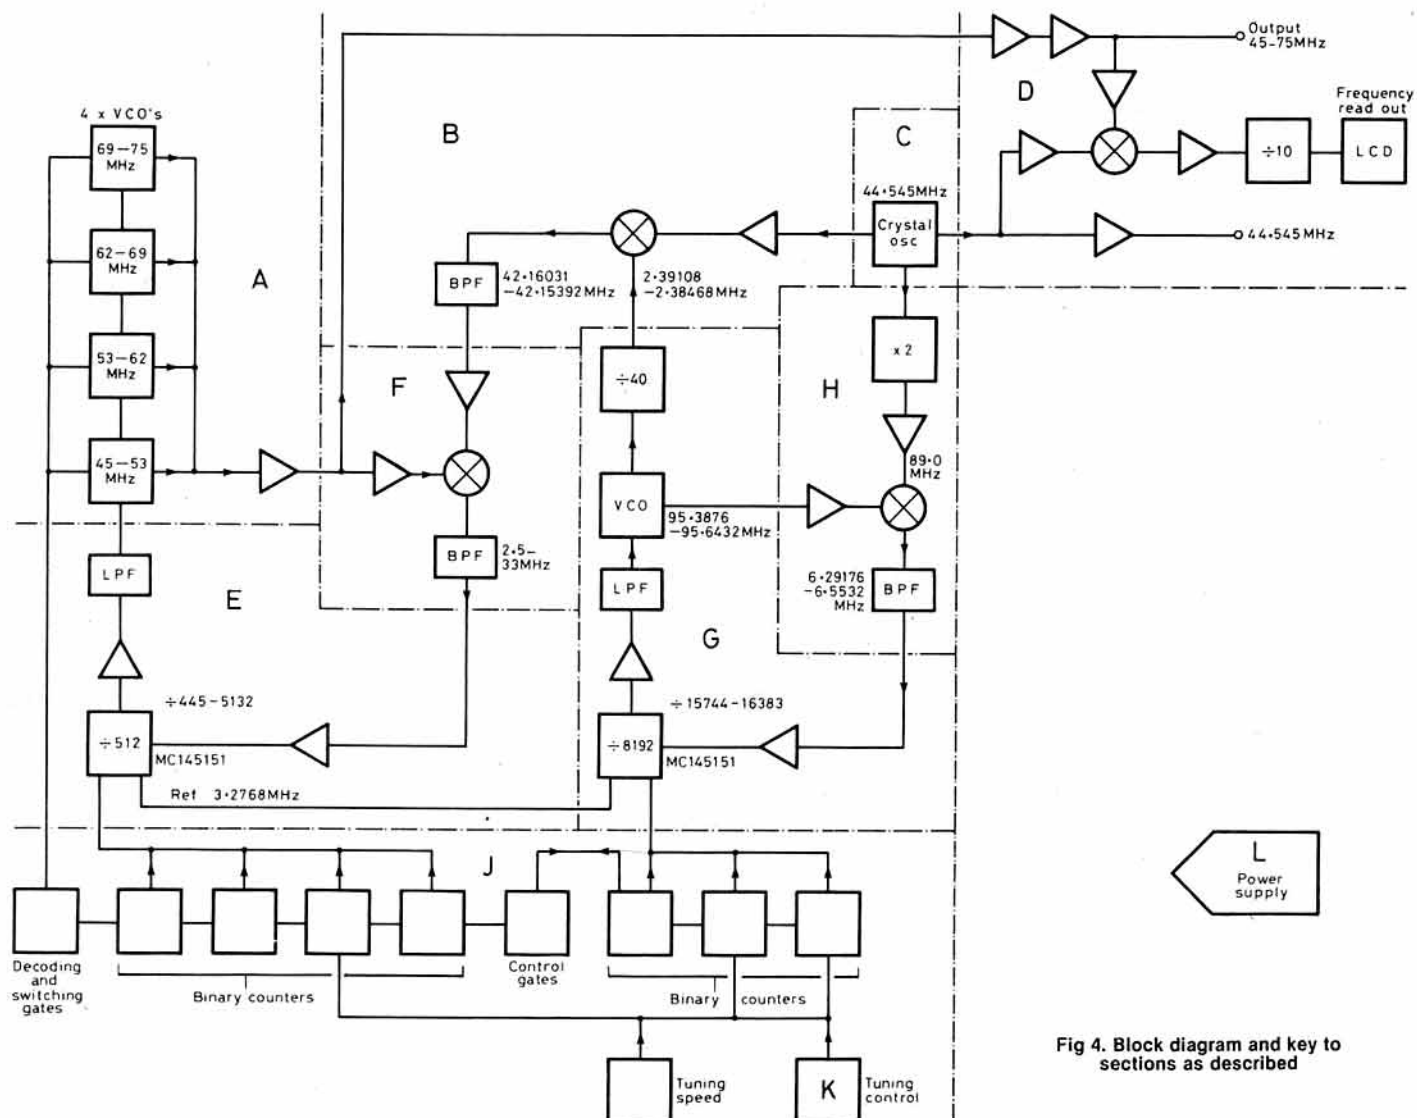 Output
45-75MHz
D
Frequency
read out
4 x VCO's
B
C
69-75
MHz
÷10
LCD
44·545MHz
Crystal
osc
44·545MHz
62-69
MHz
A
BPF
42·16031
-42·15392MHz
2·39108
-2·38468MHz
x 2
53-62
MHz
F
÷40
H
45-53
MHz
89·0
MHz
VCO
95·3876
-95·6432MHz
BPF
2·5-
33MHz
LPF
E
LPF
6·29176
-6·5532
MHz
BPF
G
÷445-5132
÷15744-16383
÷512
MC145151
÷8192
MC145151
Ref 3·2768MHz
J
L
Power
supply
Decoding
and
switching
gates
Binary counters
Control
gates
Binary counters
Tuning
speed
K
Tuning
control
Fig 4. Block diagram and key to
sections as described